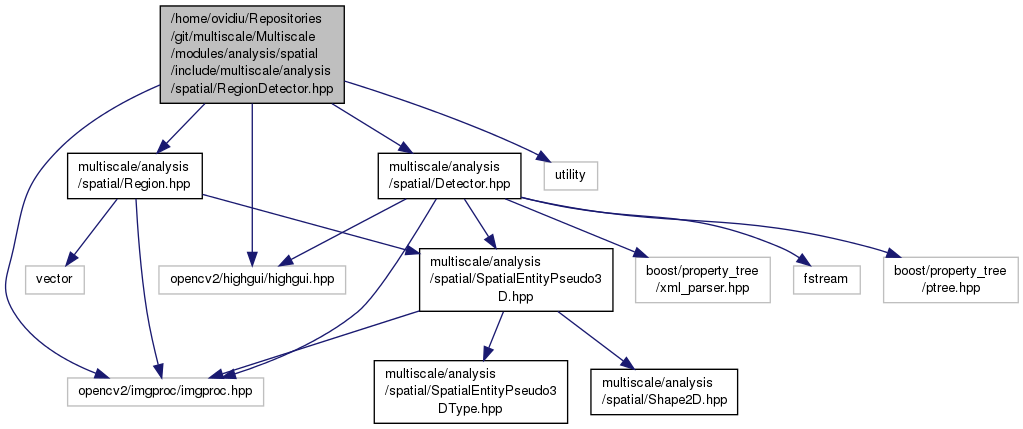 /home/ovidiu/Repositories
/git/multiscale/Multiscale
/modules/analysis/spatial
/include/multiscale/analysis
/spatial/RegionDetector.hpp
multiscale/analysis
/spatial/Region.hpp
multiscale/analysis
/spatial/Detector.hpp
utility
vector
opencv2/highgui/highgui.hpp
multiscale/analysis
/spatial/SpatialEntityPseudo3
D.hpp
boost/property_tree
/xml_parser.hpp
fstream
boost/property_tree
/ptree.hpp
opencv2/imgproc/imgproc.hpp
multiscale/analysis
/spatial/SpatialEntityPseudo3
DType.hpp
multiscale/analysis
/spatial/Shape2D.hpp